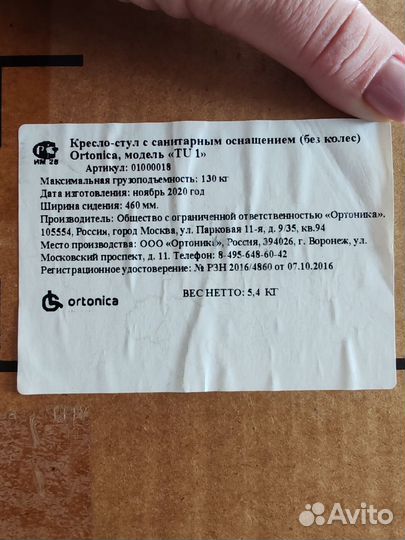 Кресло-стул с санитарным оснащением (без колес)
Ortonica, модель «TU 1»
ИМ 28
Артикул: 01000018
Максимальная грузоподъемность: 130 кг
Дата изготовления: ноябрь 2020 год
Ширина сидения: 460 мм.
Производитель: Общество с ограниченной ответственностью «Ортоника».
105554, Россия, город Москва, ул. Парковая 11-я, д. 9/35, кв.94
Место производства: ООО «Ортоника», Россия, 394026, г. Воронеж, ул.
Московский проспект, д. 11. Телефон: 8-495-648-60-42
Регистрационное удостоверение: № РЗН 2016/4860 от 07.10.2016
ВЕС НЕТТО: 5,4 КГ
ortonica
Avito